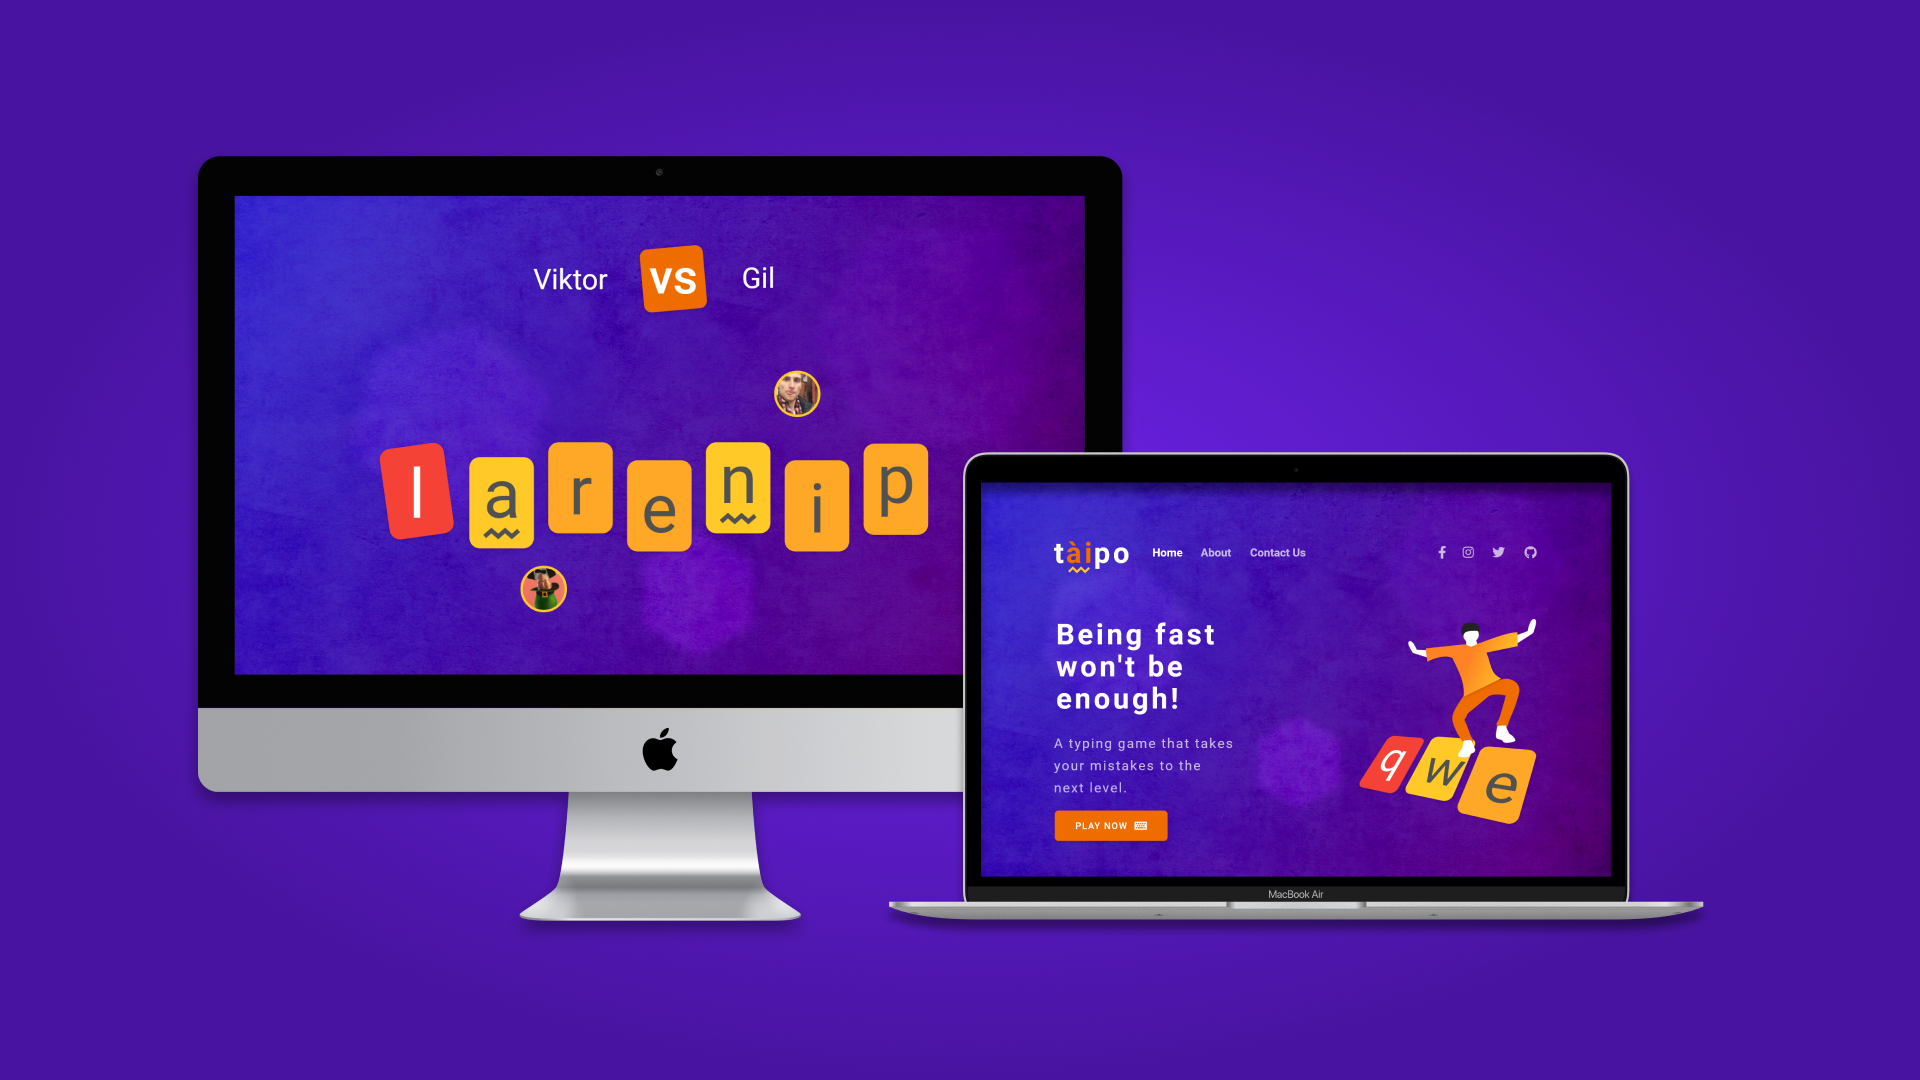 Viktor VS Gil
l a r e n i p
tàipo Home About Contact Us
Being fast
won't be
enough!
A typing game that takes
your mistakes to the
next level.
PLAY NOW
q w e
MacBook Air